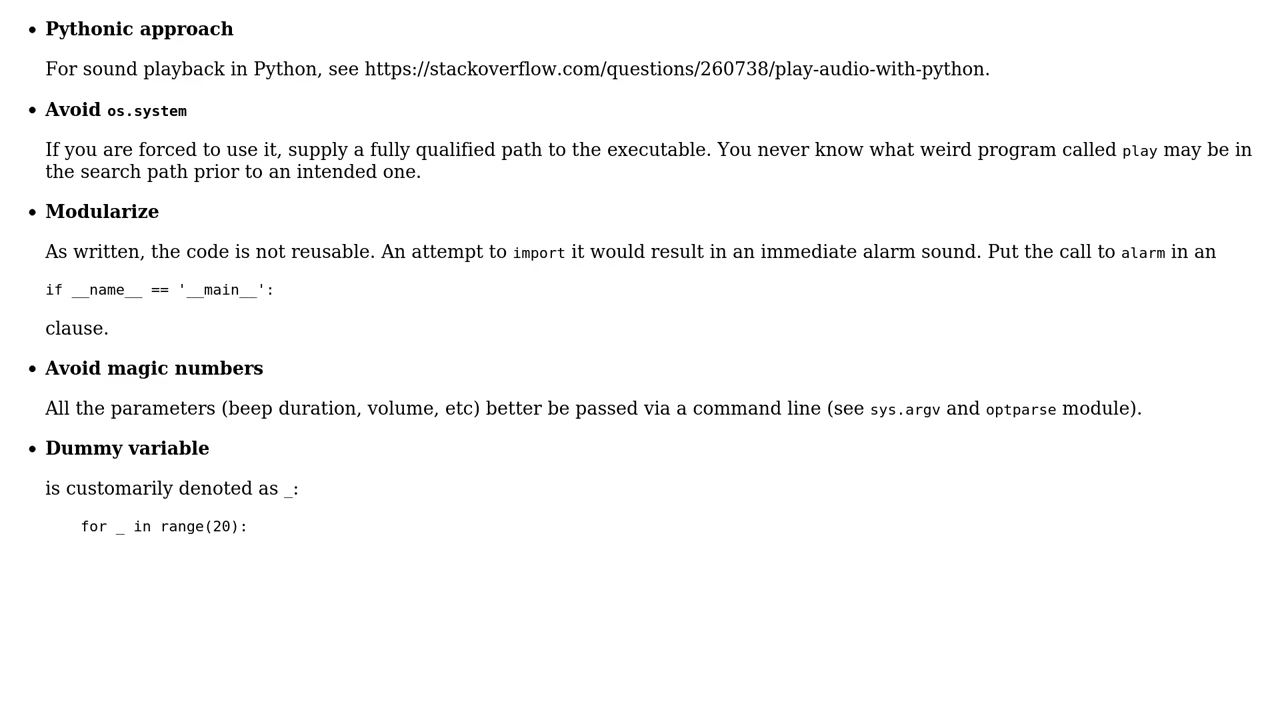 • Pythonic approach
For sound playback in Python, see https://stackoverflow.com/questions/260738/play-audio-with-python.
• Avoid os.system
If you are forced to use it, supply a fully qualified path to the executable. You never know what weird program called play may be in
the search path prior to an intended one.
• Modularize
As written, the code is not reusable. An attempt to import it would result in an immediate alarm sound. Put the call to alarm in an
if __name__ == '__main__':
clause.
• Avoid magic numbers
All the parameters (beep duration, volume, etc) better be passed via a command line (see sys.argv and optparse module).
• Dummy variable
is customarily denoted as _:
for _ in range(20):